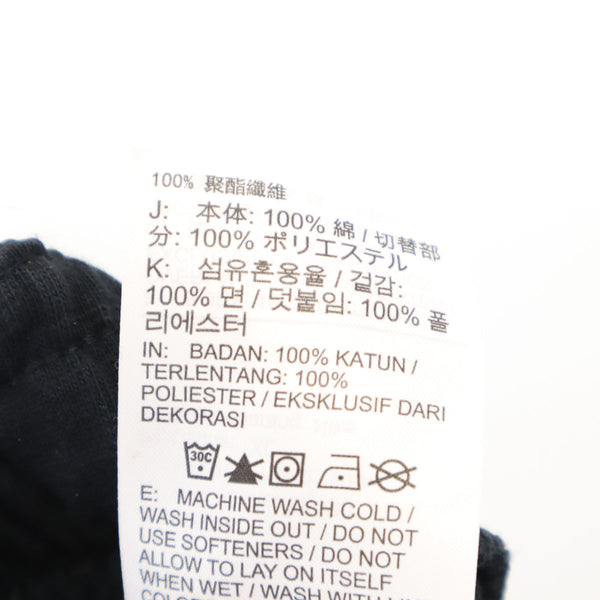 100% 聚酯纖維
J: 本体: 100% 綿 / 切替部
分: 100% ポリエステル
K: 섬유혼용율 / 겉감:
100% 면 / 덧붙임: 100% 폴
리에스터
IN: BADAN: 100% KATUN /
TERLENTANG: 100%
POLIESTER / EKSKLUSIF DARI
DEKORASI
30C
E: MACHINE WASH COLD /
WASH INSIDE OUT / DO NOT
USE SOFTENERS / DO NOT
ALLOW TO LAY ON ITSELF
WHEN WET / WASH WITH